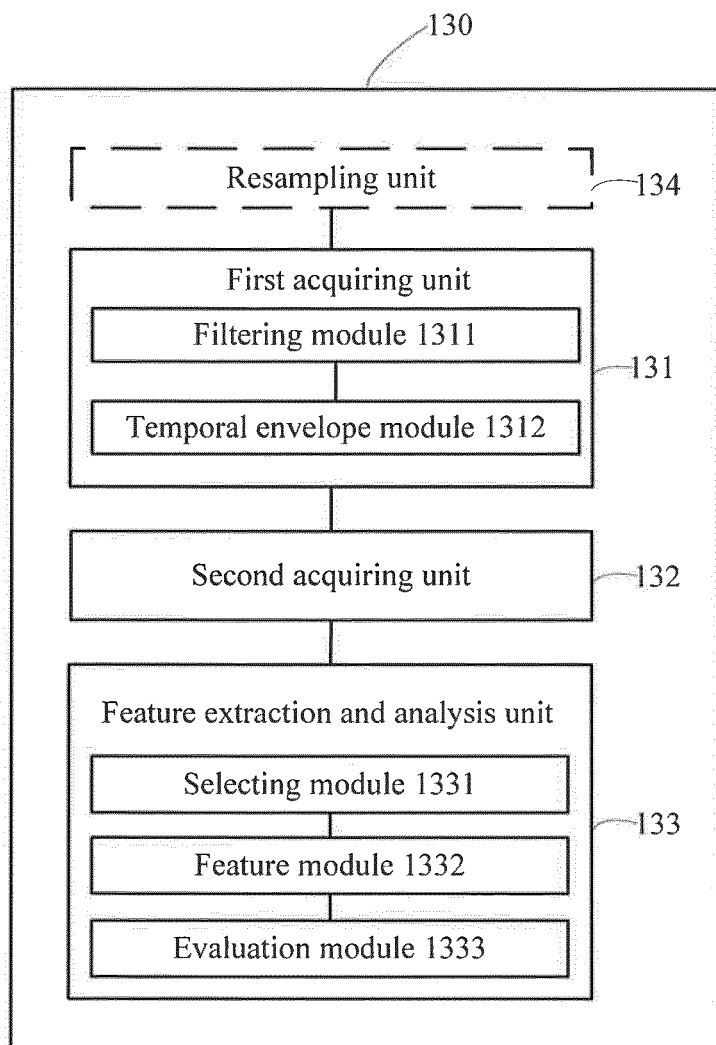 130
Resampling unit
134
First acquiring unit
Filtering module 1311
131
Temporal envelope module 1312
Second acquiring unit
132
Feature extraction and analysis unit
Selecting module 1331
133
Feature module 1332
Evaluation module 1333